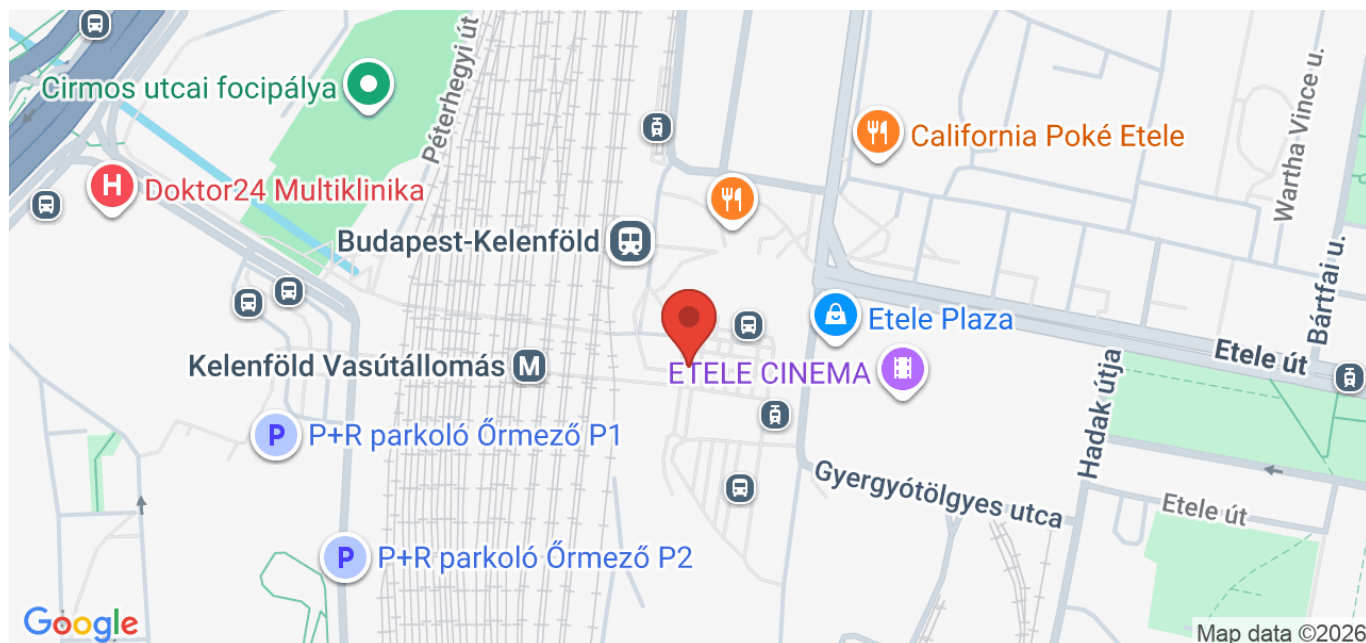 Cirmos utcai focipálya
Péterhegyi út
California Poké Etele
Wartha Vince u.
H
Doktor24 Multiklinika
Budapest-Kelenföld
Bártfai u.
Etele Plaza
Etele út
Kelenföld Vasútállomás M
ETELE CINEMA
Hadak útja
P P+R parkoló Őrmező P1
Gyergyótölgyes utca
Etele út
P P+R parkoló Őrmező P2
Google
Map data ©2026